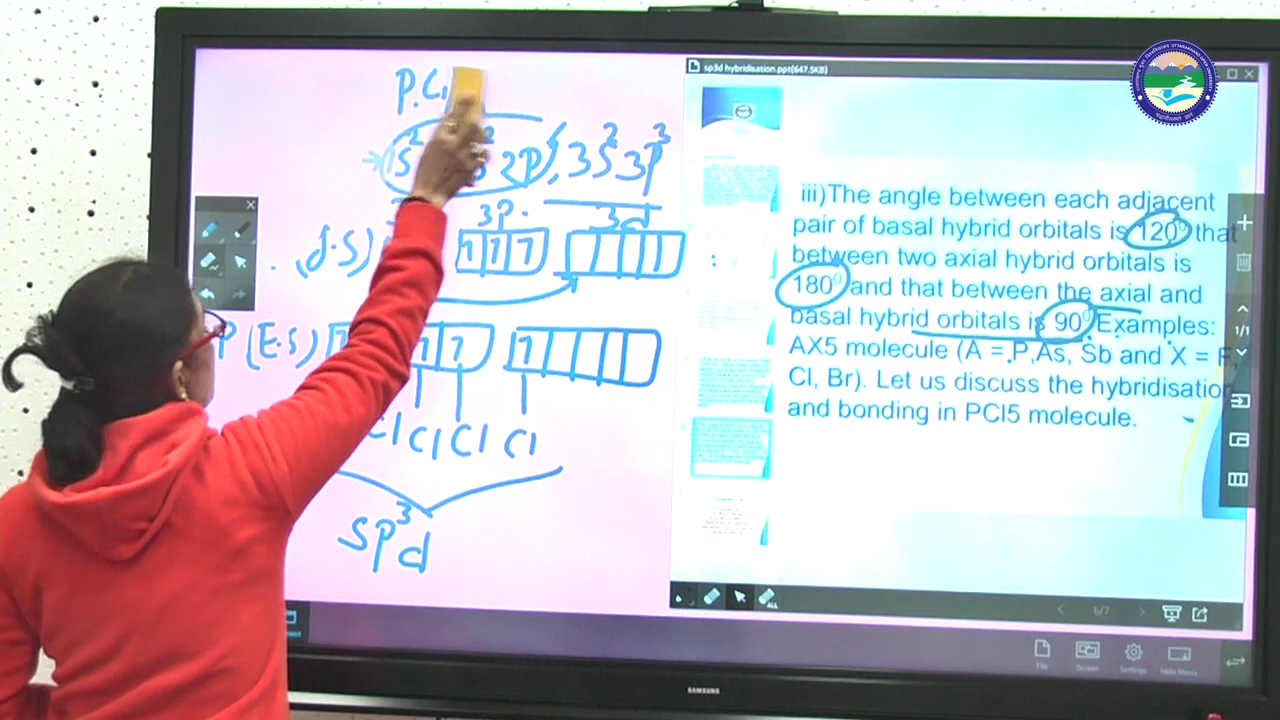 P.Cl
1S² 2P⁶, 3S² 3P³
3P. 3d
(G.S)
P (E.S)
Cl Cl Cl Cl
sp³d
sp3d hybridisation.ppt(647.5KB)
iii)The angle between each adjacent
pair of basal hybrid orbitals is 120⁰ that
between two axial hybrid orbitals is
180⁰ and that between the axial and
basal hybrid orbitals is 90⁰ Examples:
AX5 molecule (A = P,As, Sb and X = F,
Cl, Br). Let us discuss the hybridisation
and bonding in PCl5 molecule.
1/1
ALL
6/7
File Screen Settings Hide Menu
SAMSUNG